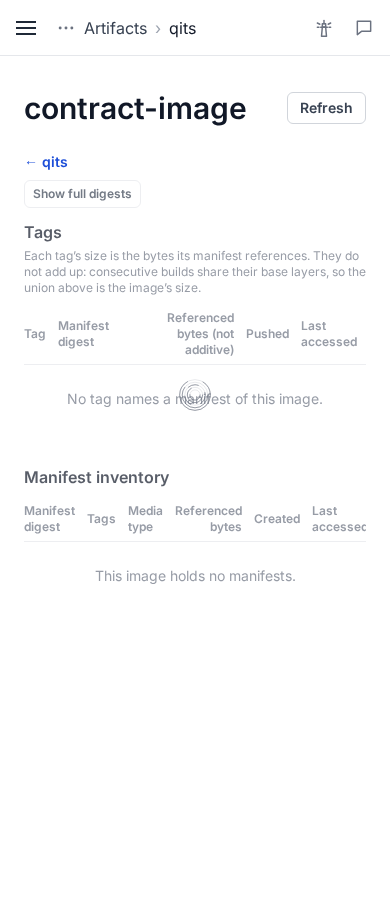 ··· Artifacts › qits
contract-image
Refresh
← qits
Show full digests
Tags
Each tag’s size is the bytes its manifest references. They do
not add up: consecutive builds share their base layers, so the
union above is the image’s size.
Tag Manifest digest Referenced bytes (not additive) Pushed Last accessed
No tag names a manifest of this image.
Manifest inventory
Manifest digest Tags Media type Referenced bytes Created Last accessed
This image holds no manifests.